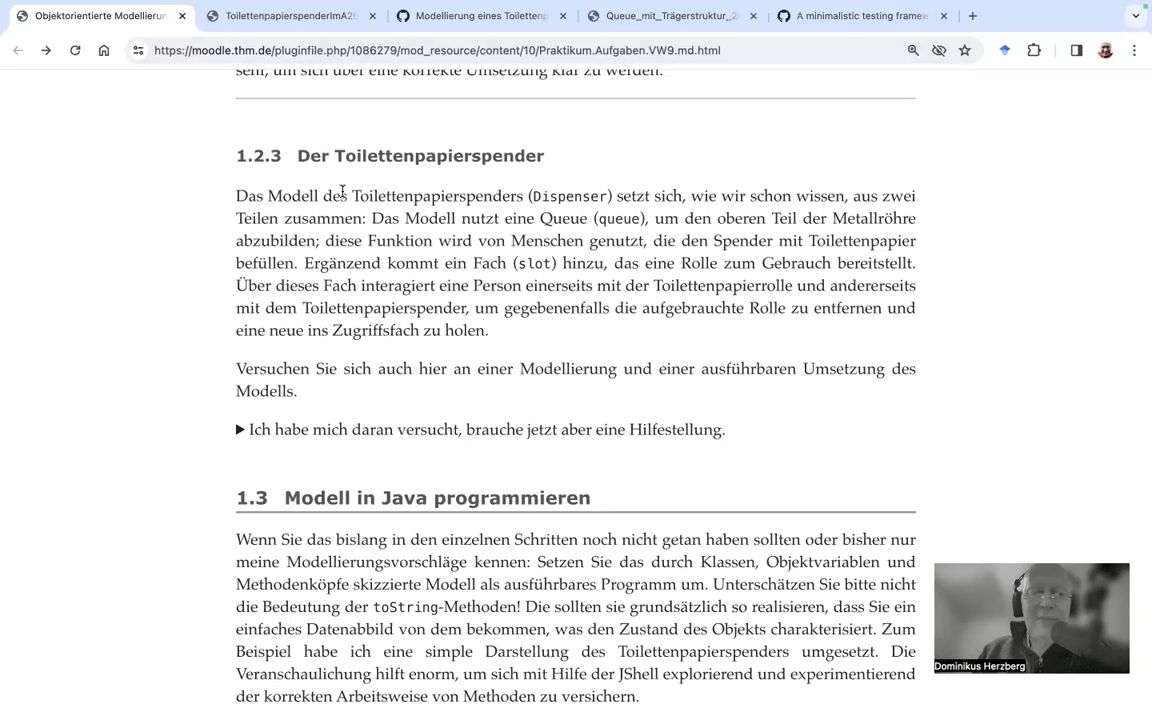 Objektorientierte Modellierun
ToilettenpapierspenderImA2
Modellierung eines Toilettenp
Queue_mit_Trägerstruktur_2
A minimalistic testing framew
https://moodle.thm.de/pluginfile.php/1086279/mod_resource/content/10/Praktikum.Aufgaben.VW9.md.html
sehr, um sich über eine korrekte Umsetzung klar zu werden.
1.2.3 Der Toilettenpapierspender
Das Modell des Toilettenpapierspenders (Dispenser) setzt sich, wie wir schon wissen, aus zwei
Teilen zusammen: Das Modell nutzt eine Queue (queue), um den oberen Teil der Metallröhre
abzubilden; diese Funktion wird von Menschen genutzt, die den Spender mit Toilettenpapier
befüllen. Ergänzend kommt ein Fach (slot) hinzu, das eine Rolle zum Gebrauch bereitstellt.
Über dieses Fach interagiert eine Person einerseits mit der Toilettenpapierrolle und andererseits
mit dem Toilettenpapierspender, um gegebenenfalls die aufgebrauchte Rolle zu entfernen und
eine neue ins Zugriffsfach zu holen.
Versuchen Sie sich auch hier an einer Modellierung und einer ausführbaren Umsetzung des
Modells.
Ich habe mich daran versucht, brauche jetzt aber eine Hilfestellung.
1.3 Modell in Java programmieren
Wenn Sie das bislang in den einzelnen Schritten noch nicht getan haben sollten oder bisher nur
meine Modellierungsvorschläge kennen: Setzen Sie das durch Klassen, Objektvariablen und
Methodenköpfe skizzierte Modell als ausführbares Programm um. Unterschätzen Sie bitte nicht
die Bedeutung der toString-Methoden! Die sollten sie grundsätzlich so realisieren, dass Sie ein
einfaches Datenabbild von dem bekommen, was den Zustand des Objekts charakterisiert. Zum
Beispiel habe ich eine simple Darstellung des Toilettenpapierspenders umgesetzt. Die
Veranschaulichung hilft enorm, um sich mit Hilfe der JShell explorierend und experimentierend
der korrekten Arbeitsweise von Methoden zu versichern.
Dominikus Herzberg